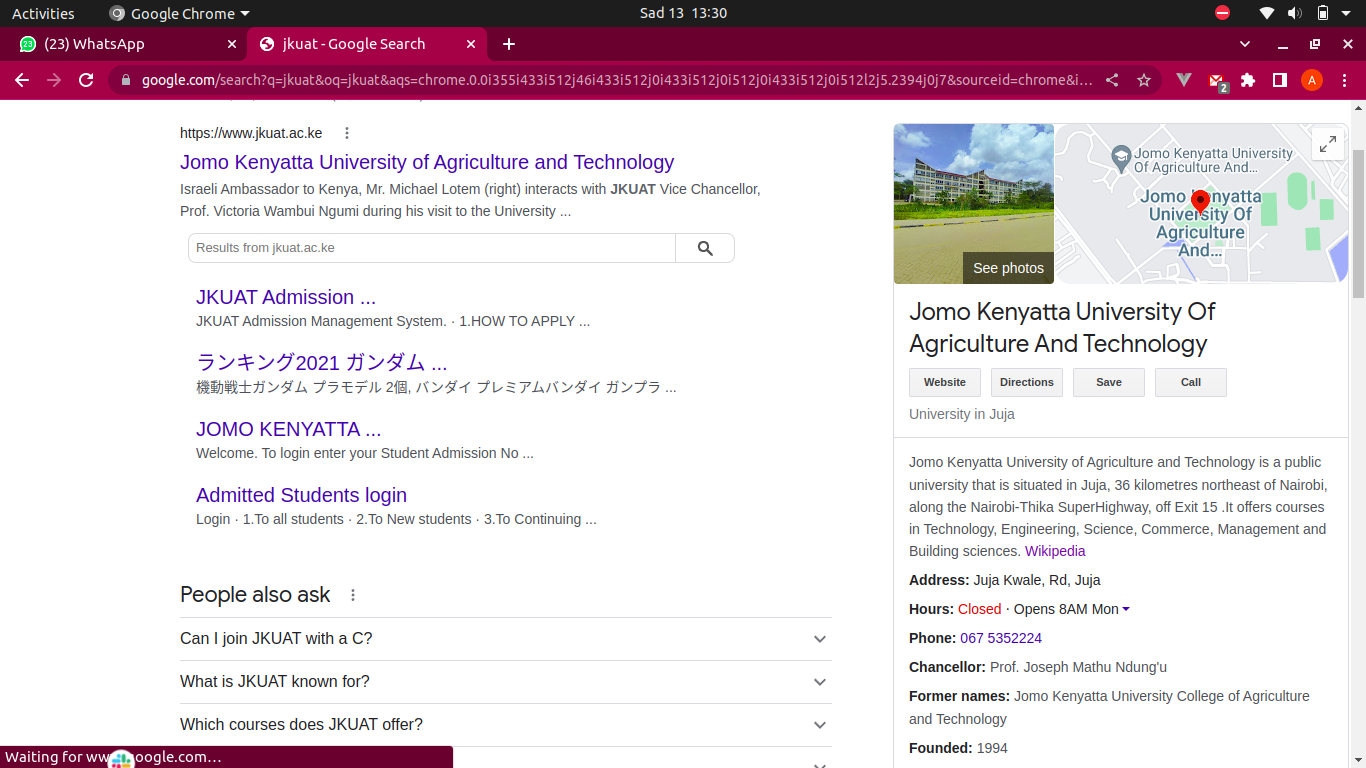 Activities
Google Chrome
Sad 13 13:30
(23) WhatsApp
jkuat - Google Search
google.com/search?q=jkuat&oq=jkuat&aqs=chrome.0.0i355i433i512j46i433i512j0i433i512j0i512j0i433i512j0i512l2j5.2394j0j7&sourceid=chrome&i...
A
2
https://www.jkuat.ac.ke
Jomo Kenyatta University of Agriculture and Technology
Israeli Ambassador to Kenya, Mr. Michael Lotem (right) interacts with JKUAT Vice Chancellor,
Prof. Victoria Wambui Ngumi during his visit to the University ...
Results from jkuat.ac.ke
JKUAT Admission ...
JKUAT Admission Management System. · 1.HOW TO APPLY ...
ランキング2021 ガンダム ...
機動戦士ガンダム プラモデル 2個, バンダイ プレミアムバンダイ ガンプラ ...
JOMO KENYATTA ...
Welcome. To login enter your Student Admission No ...
Admitted Students login
Login · 1.To all students · 2.To New students · 3.To Continuing ...
People also ask
Can I join JKUAT with a C?
What is JKUAT known for?
Which courses does JKUAT offer?
See photos
Jomo Kenyatta University
Of Agriculture And...
Jomo Kenyatta
University Of
Agriculture
And...
Jomo Kenyatta University Of
Agriculture And Technology
Website
Directions
Save
Call
University in Juja
Jomo Kenyatta University of Agriculture and Technology is a public
university that is situated in Juja, 36 kilometres northeast of Nairobi,
along the Nairobi-Thika SuperHighway, off Exit 15 .It offers courses
in Technology, Engineering, Science, Commerce, Management and
Building sciences. Wikipedia
Address: Juja Kwale, Rd, Juja
Hours: Closed · Opens 8AM Mon
Phone: 067 5352224
Chancellor: Prof. Joseph Mathu Ndung'u
Former names: Jomo Kenyatta University College of Agriculture
and Technology
Founded: 1994
Waiting for www.google.com…